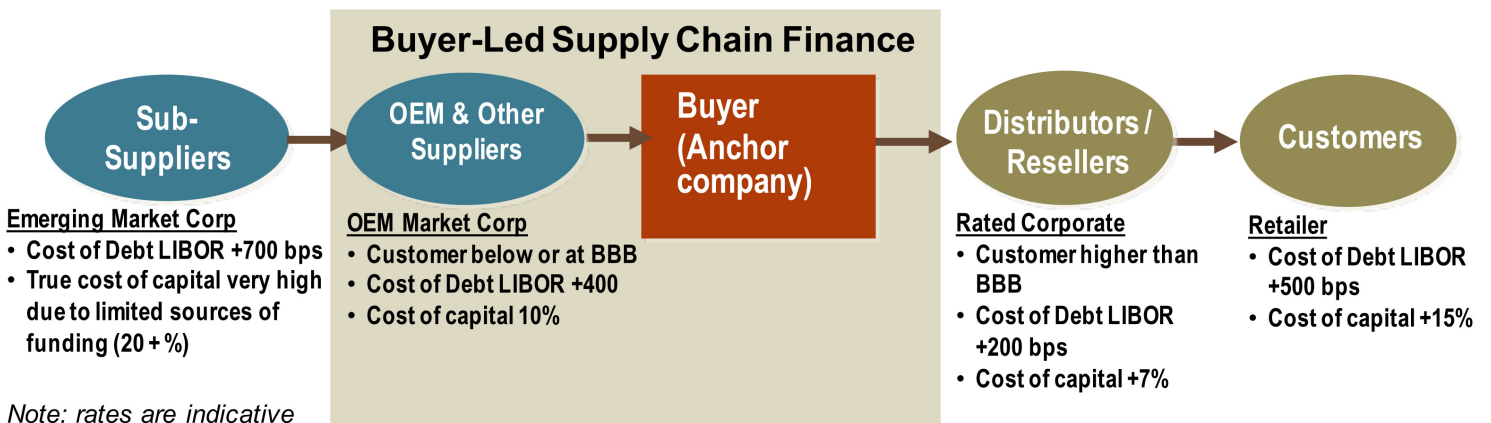 Buyer-Led Supply Chain Finance
Sub-
Suppliers
OEM & Other
Suppliers
Buyer
(Anchor
company)
Distributors /
Resellers
Customers
Emerging Market Corp
• Cost of Debt LIBOR +700 bps
• True cost of capital very high
due to limited sources of
funding (20 + %)
OEM Market Corp
• Customer below or at BBB
• Cost of Debt LIBOR +400
• Cost of capital 10%
Rated Corporate
• Customer higher than
BBB
• Cost of Debt LIBOR
+200 bps
• Cost of capital +7%
Retailer
• Cost of Debt LIBOR
+500 bps
• Cost of capital +15%
Note: rates are indicative